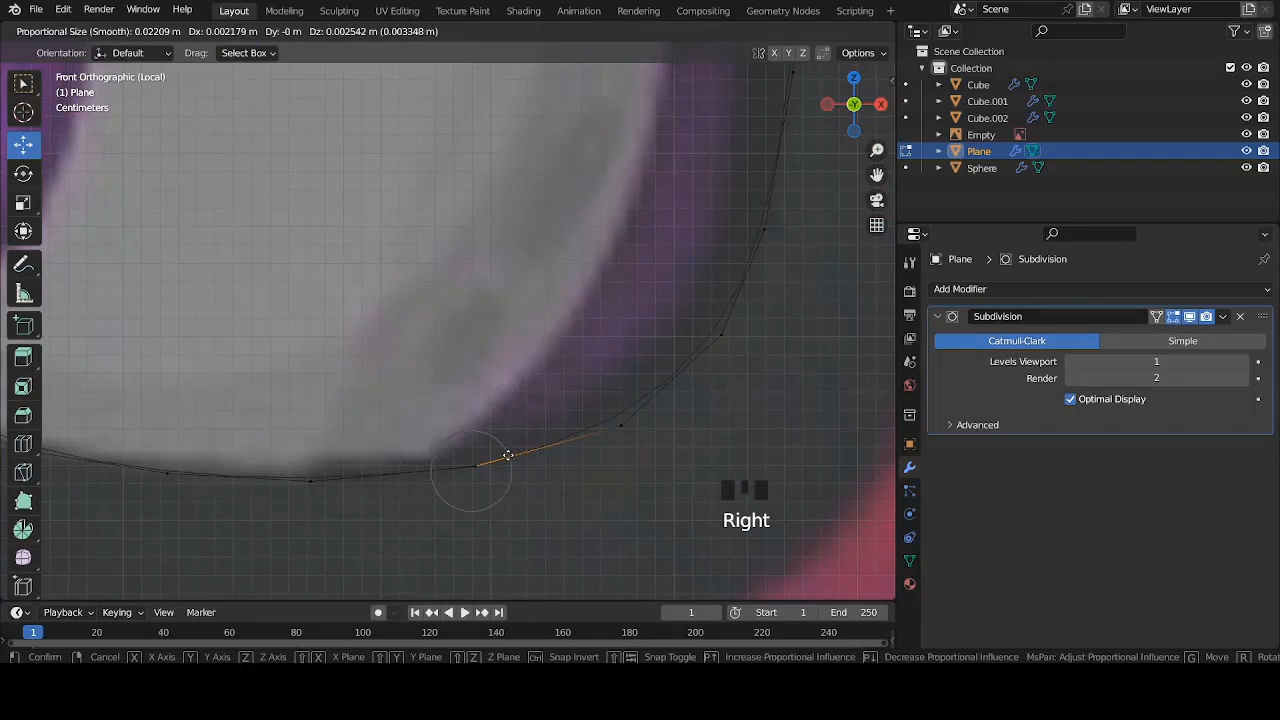 File Edit Render Window Help Layout Modeling Sculpting UV Editing Texture Paint Shading Animation Rendering Compositing Geometry Nodes Scripting Scene ViewLayer
Proportional Size (Smooth): 0.02209 m Dx: 0.002179 m Dy: -0 m Dz: 0.002542 m (0.003348 m)
Orientation: Default Drag: Select Box X Y Z Options
Scene Collection
Collection
Cube
Cube.001
Cube.002
Empty
Plane
Sphere
Front Orthographic (Local)
(1) Plane
Centimeters
Z
Y
X
Plane Subdivision
Add Modifier
Subdivision
Catmull-Clark Simple
Levels Viewport 1
Render 2
Optimal Display
Advanced
Right
Playback Keying View Marker 1 Start 1 End 250
1 20 40 60 80 100 120 140 160 180 200 220 240
Confirm Cancel X X Axis Y Y Axis Z Z Axis X X Plane Y Y Plane Z Z Plane Snap Invert Snap Toggle Increase Proportional Influence Decrease Proportional Influence MsPan: Adjust Proportional Influence G Move R Rotat